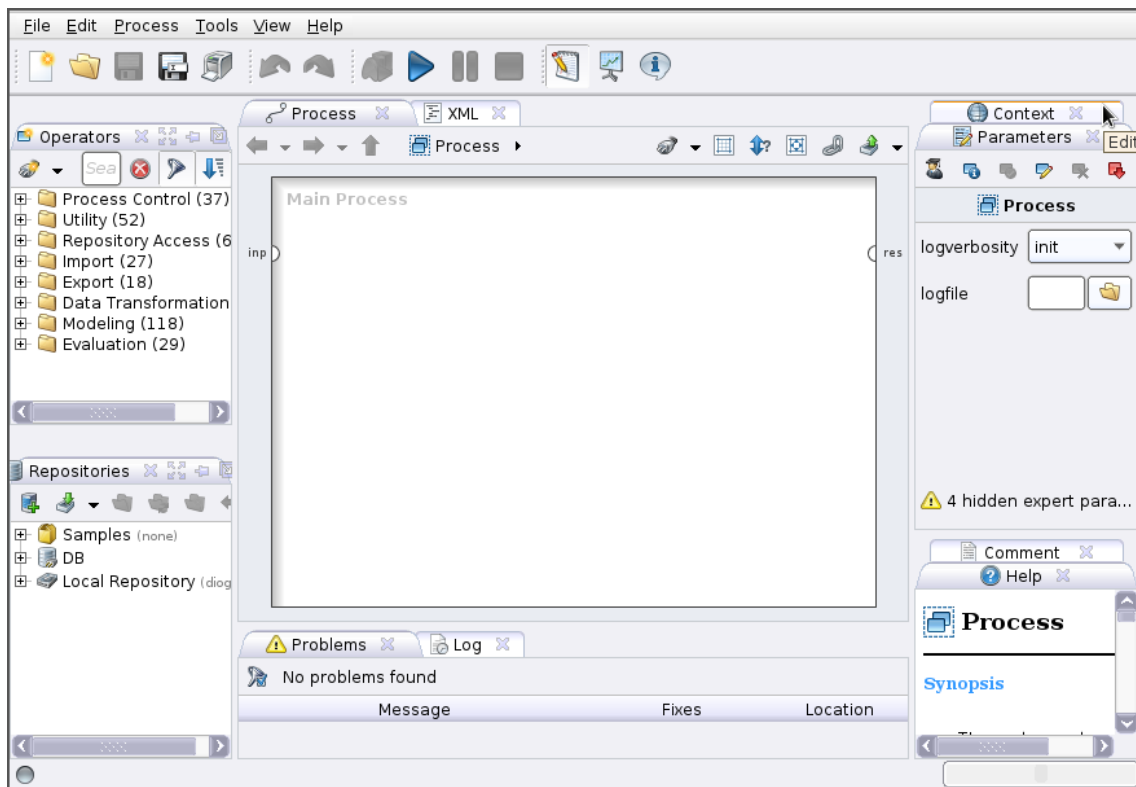 File Edit Process Tools View Help
Process XML
Context
Operators
Parameters
Edit
Process
Sea
Process
Process Control (37)
Utility (52)
Repository Access (6
Import (27)
Export (18)
Data Transformation
Modeling (118)
Evaluation (29)
Main Process
inp
res
logverbosity init
logfile
4 hidden expert para...
Repositories
Samples (none)
DB
Local Repository (diog
Comment
Help
Process
Synopsis
Problems Log
No problems found
Message Fixes Location